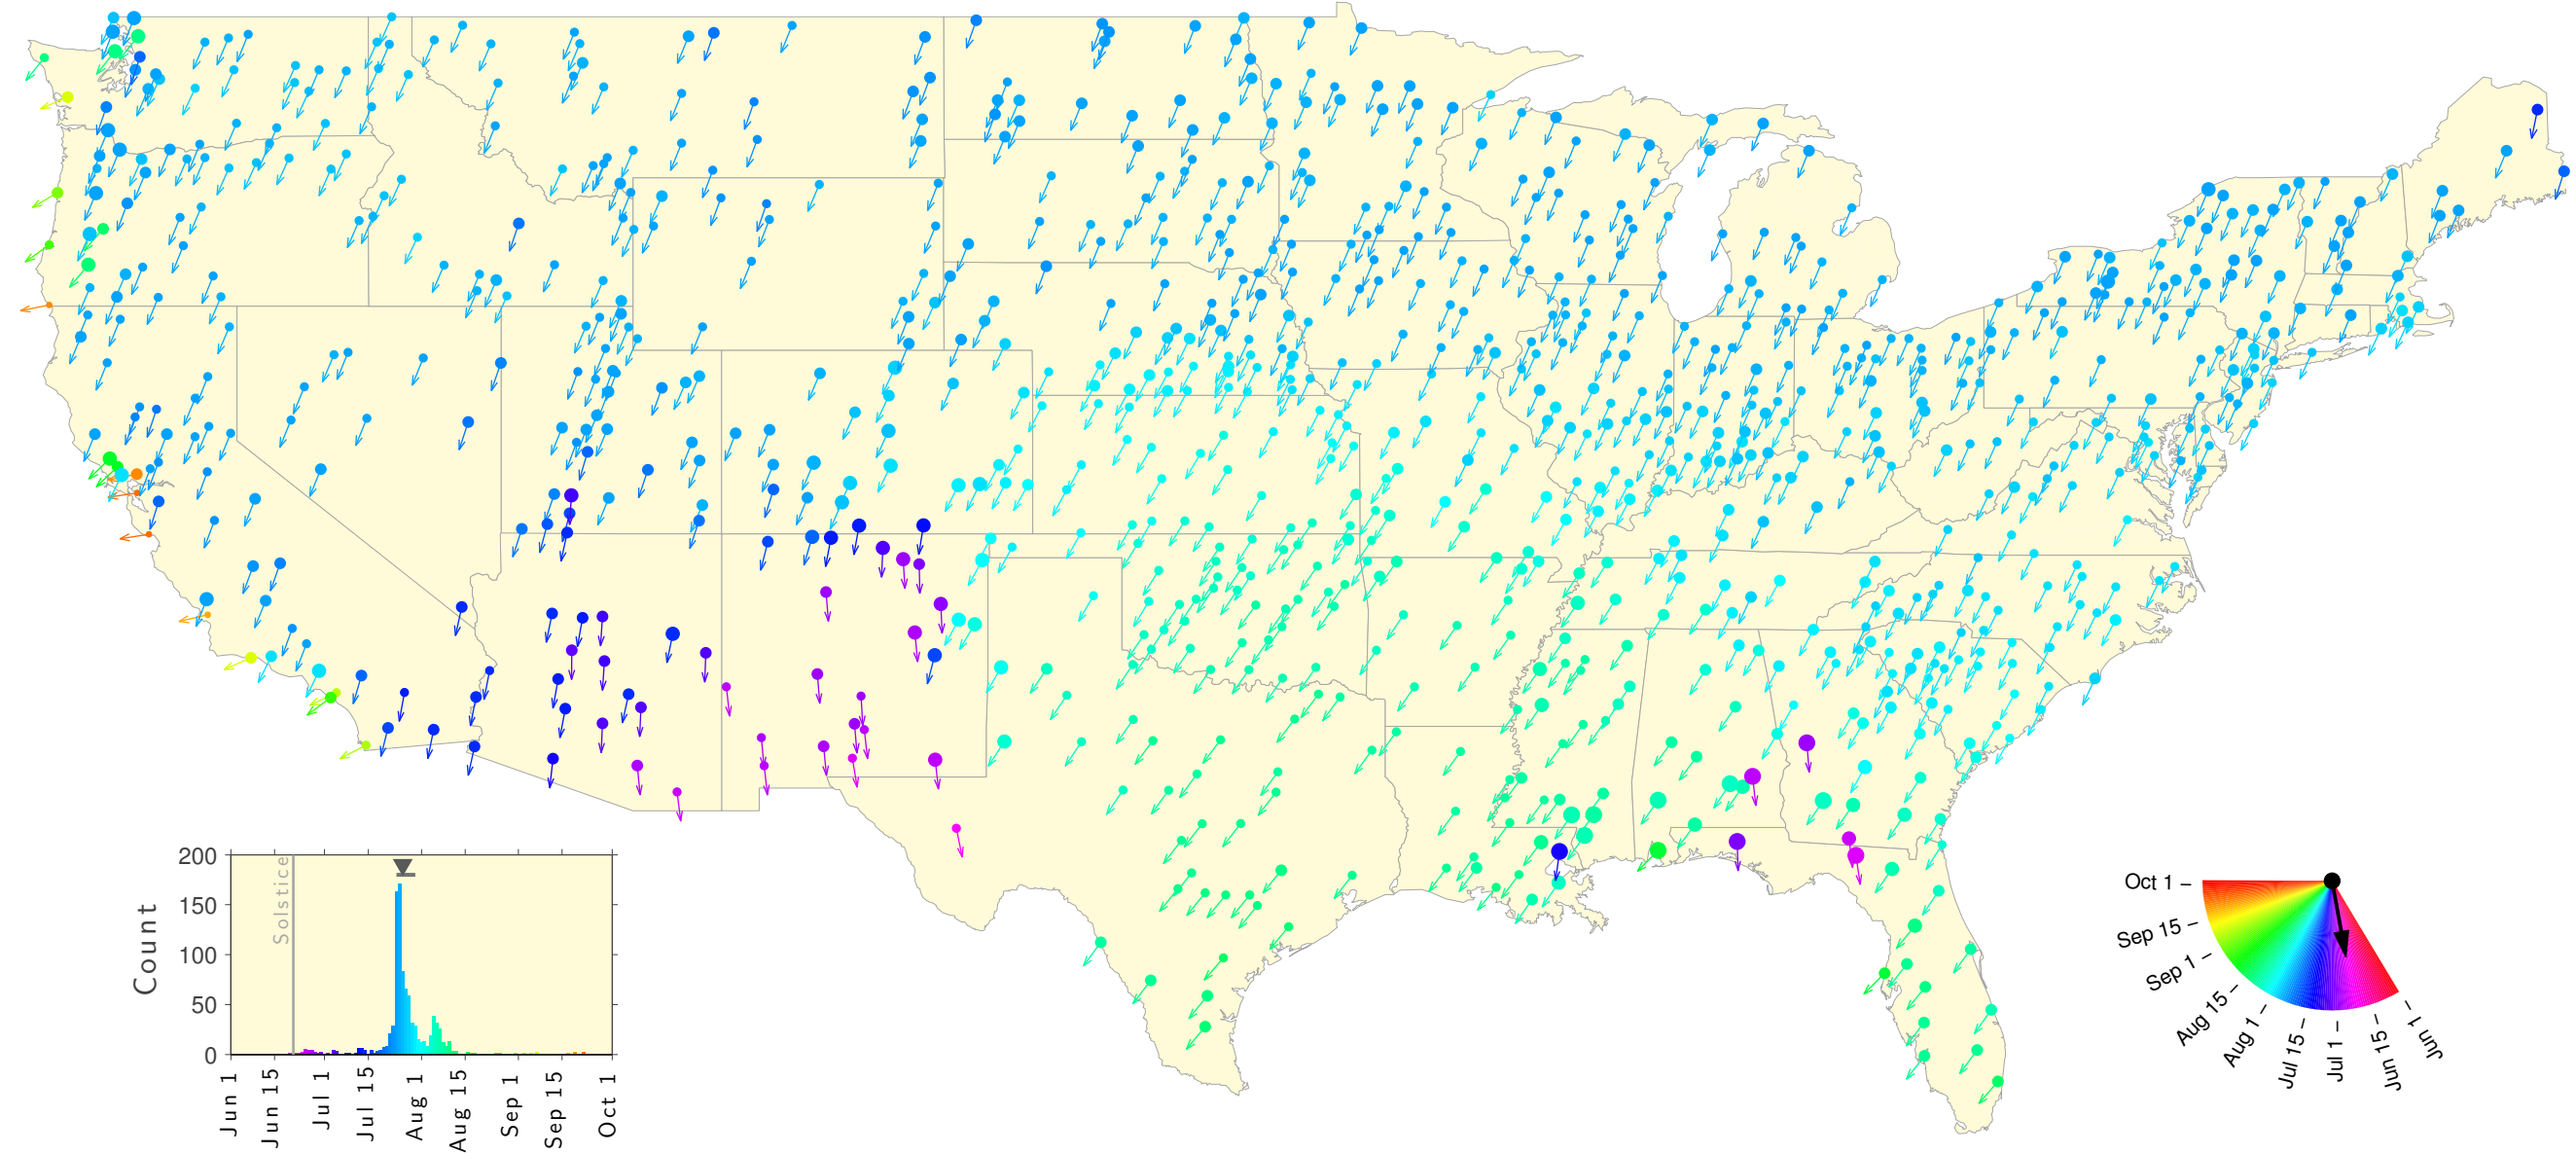 200
150
100
50
0
Count
Solstice
Jun 1
Jun 15
Jul 1
Jul 15
Aug 1
Aug 15
Sep 1
Sep 15
Oct 1
Oct 1 –
Sep 15 –
Sep 1 –
Aug 15 –
Aug 1 –
Jul 15 –
Jul 1 –
Jun 15 –
Jun 1 –